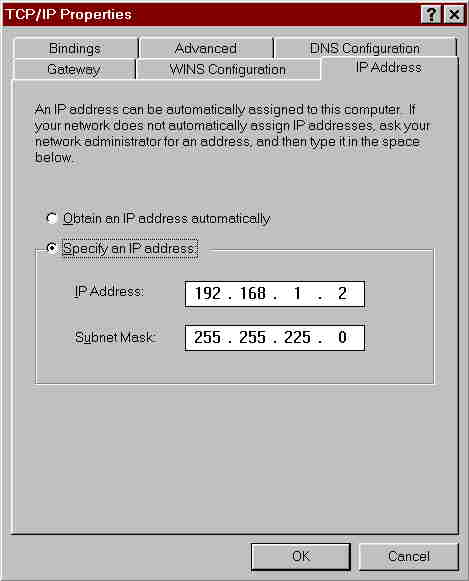 TCP/IP Properties
Bindings
Advanced
DNS Configuration
Gateway
WINS Configuration
IP Address
An IP address can be automatically assigned to this computer. If
your network does not automatically assign IP addresses, ask your
network administrator for an address, and then type it in the space
below.
Obtain an IP address automatically
Specify an IP address:
IP Address:
192 . 168 . 1 . 2
Subnet Mask:
255 . 255 . 225 . 0
OK
Cancel